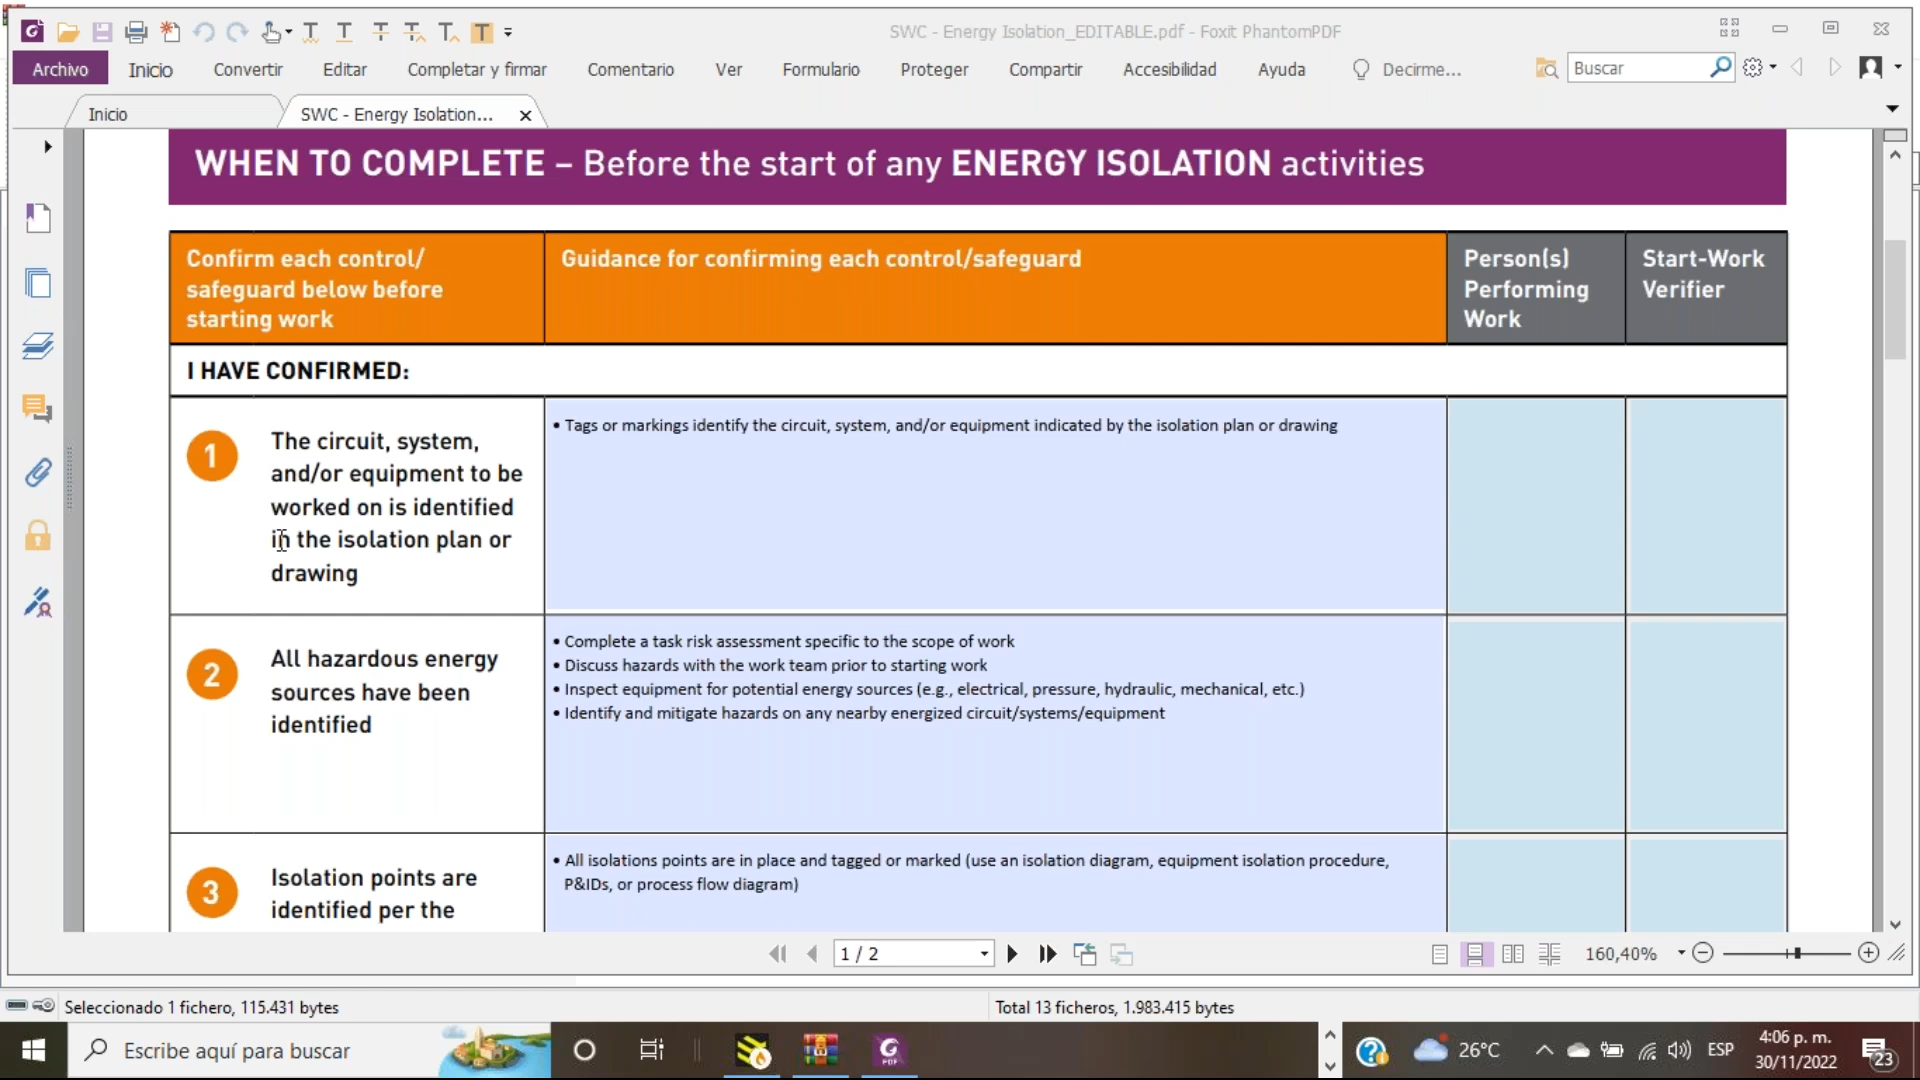 SWC - Energy Isolation_EDITABLE.pdf - Foxit PhantomPDF
Archivo Inicio Convertir Editar Completar y firmar Comentario Ver Formulario Proteger Compartir Accesibilidad Ayuda Decirme... Buscar
Inicio SWC - Energy Isolation...
WHEN TO COMPLETE – Before the start of any ENERGY ISOLATION activities
Confirm each control/
safeguard below before
starting work
Guidance for confirming each control/safeguard
Person(s)
Performing
Work
Start-Work
Verifier
I HAVE CONFIRMED:
1
The circuit, system,
and/or equipment to be
worked on is identified
in the isolation plan or
drawing
• Tags or markings identify the circuit, system, and/or equipment indicated by the isolation plan or drawing
2
All hazardous energy
sources have been
identified
• Complete a task risk assessment specific to the scope of work
• Discuss hazards with the work team prior to starting work
• Inspect equipment for potential energy sources (e.g., electrical, pressure, hydraulic, mechanical, etc.)
• Identify and mitigate hazards on any nearby energized circuit/systems/equipment
3
Isolation points are
identified per the
• All isolations points are in place and tagged or marked (use an isolation diagram, equipment isolation procedure,
P&IDs, or process flow diagram)
1 / 2
160,40%
Seleccionado 1 fichero, 115.431 bytes
Total 13 ficheros, 1.983.415 bytes
Escribe aquí para buscar
26°C
ESP
4:06 p. m.
30/11/2022
23